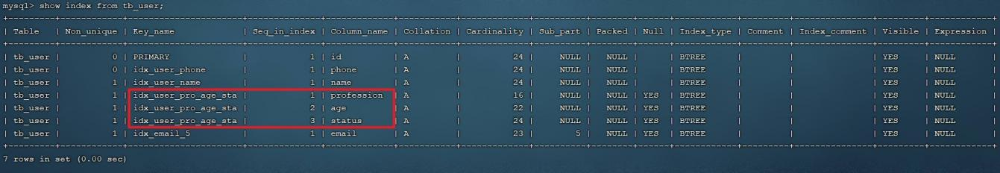 mysql> show index from tb_user;
+---------+------------+----------------------+--------------+-------------+-----------+-------------+----------+--------+------+------------+---------+---------------+---------+------------+
| Table | Non_unique | Key_name | Seq_in_index | Column_name | Collation | Cardinality | Sub_part | Packed | Null | Index_type | Comment | Index_comment | Visible | Expression |
+---------+------------+----------------------+--------------+-------------+-----------+-------------+----------+--------+------+------------+---------+---------------+---------+------------+
| tb_user | 0 | PRIMARY | 1 | id | A | 24 | NULL | NULL | | BTREE | | | YES | NULL |
| tb_user | 0 | idx_user_phone | 1 | phone | A | 24 | NULL | NULL | | BTREE | | | YES | NULL |
| tb_user | 1 | idx_user_name | 1 | name | A | 24 | NULL | NULL | | BTREE | | | YES | NULL |
| tb_user | 1 | idx_user_pro_age_sta | 1 | profession | A | 16 | NULL | NULL | YES | BTREE | | | YES | NULL |
| tb_user | 1 | idx_user_pro_age_sta | 2 | age | A | 22 | NULL | NULL | YES | BTREE | | | YES | NULL |
| tb_user | 1 | idx_user_pro_age_sta | 3 | status | A | 24 | NULL | NULL | YES | BTREE | | | YES | NULL |
| tb_user | 1 | idx_email_5 | 1 | email | A | 23 | 5 | NULL | YES | BTREE | | | YES | NULL |
+---------+------------+----------------------+--------------+-------------+-----------+-------------+----------+--------+------+------------+---------+---------------+---------+------------+
7 rows in set (0.00 sec)